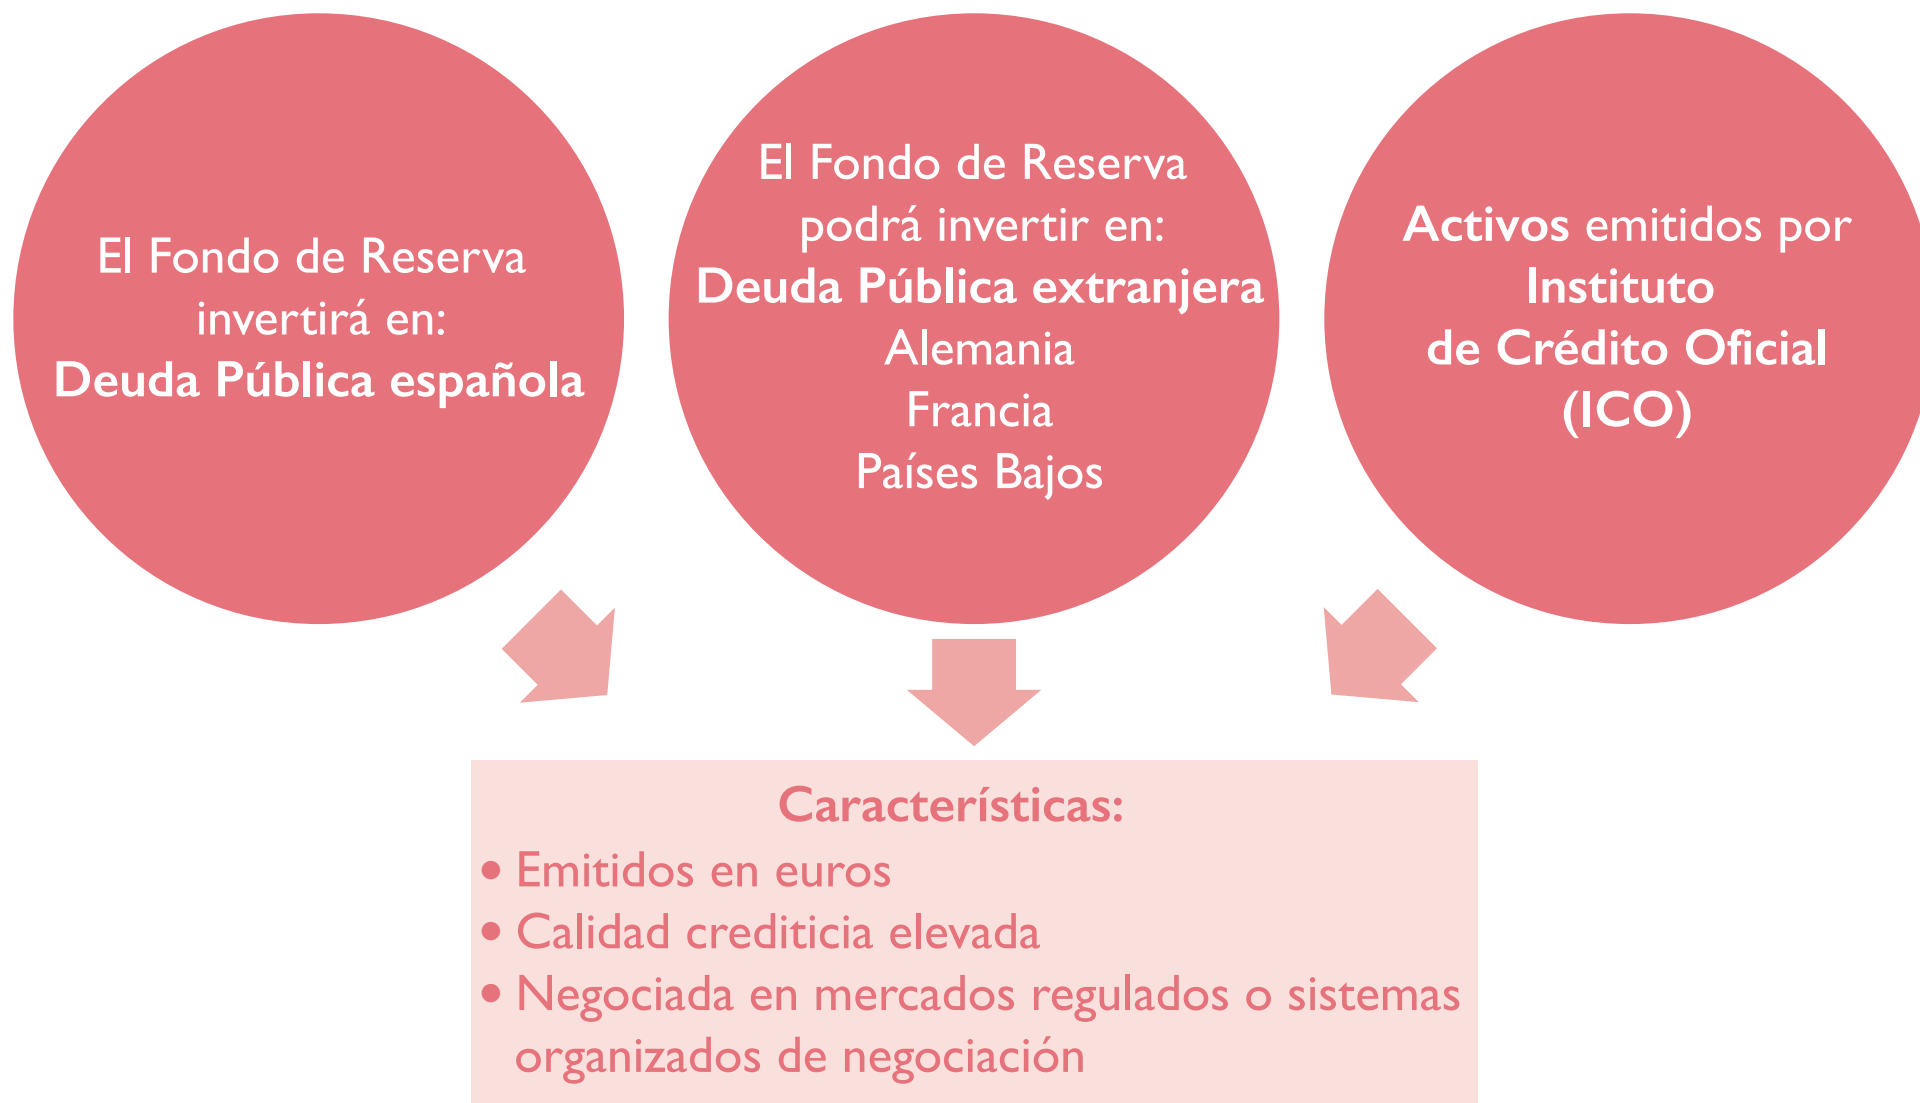 El Fondo de Reserva
invertirá en:
Deuda Pública española
El Fondo de Reserva
podrá invertir en:
Deuda Pública extranjera
Alemania
Francia
Países Bajos
Activos emitidos por
Instituto
de Crédito Oficial
(ICO)
Características:
• Emitidos en euros
• Calidad crediticia elevada
• Negociada en mercados regulados o sistemas
organizados de negociación